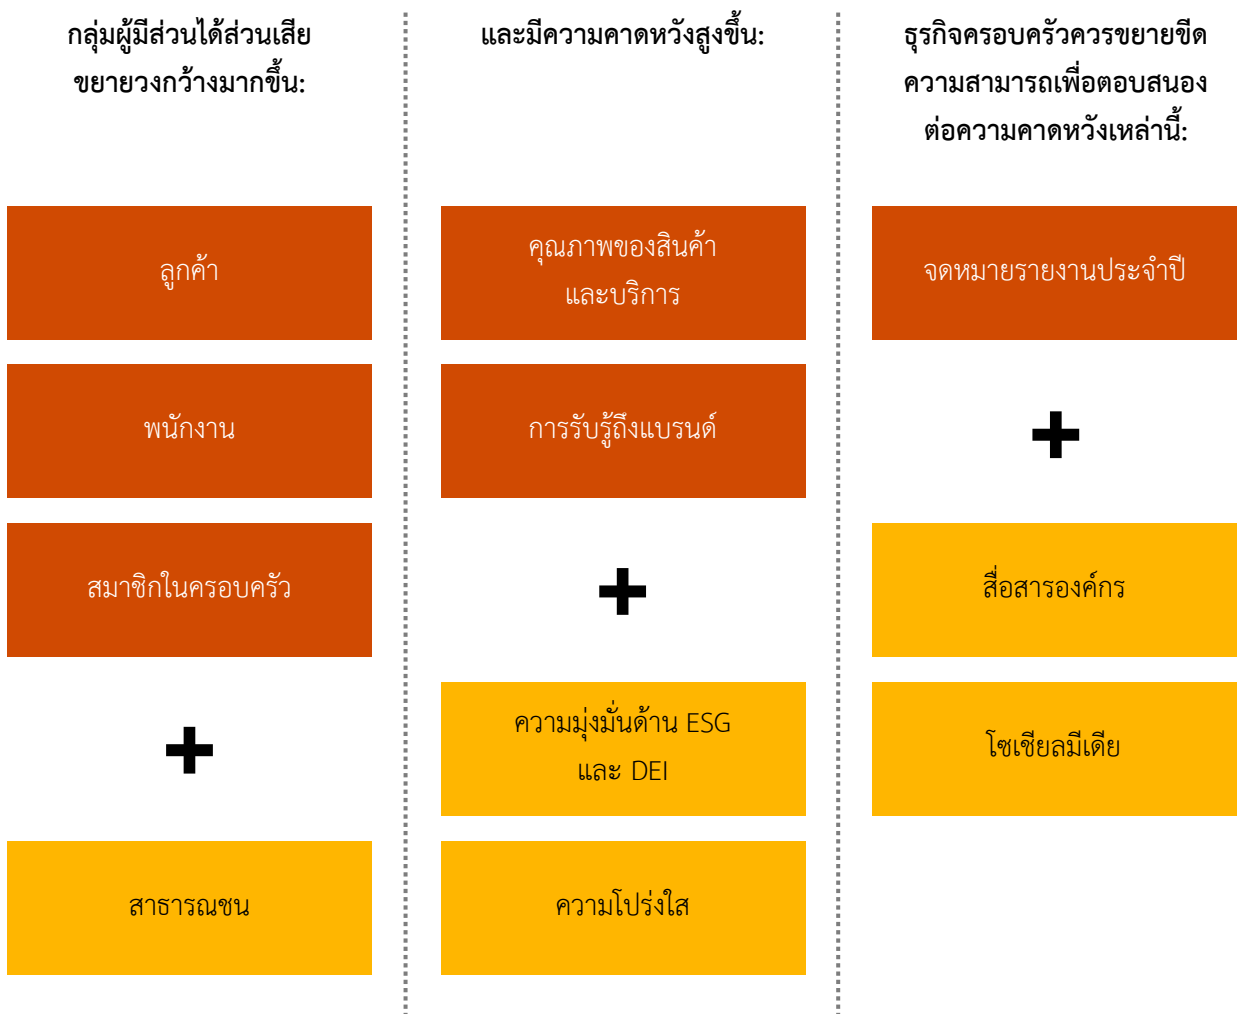 กลุ่มผู้มีส่วนได้ส่วนเสีย
ขยายวงกว้างมากขึ้น:
ลูกค้า
พนักงาน
สมาชิกในครอบครัว
+
สาธารณชน
และมีความคาดหวังสูงขึ้น:
คุณภาพของสินค้า
และบริการ
การรับรู้ถึงแบรนด์
+
ความมุ่งมั่นด้าน ESG
และ DEI
ความโปร่งใส
ธุรกิจครอบครัวควรขยายขีด
ความสามารถเพื่อตอบสนอง
ต่อความคาดหวังเหล่านี้:
จดหมายรายงานประจำปี
+
สื่อสารองค์กร
โซเชียลมีเดีย